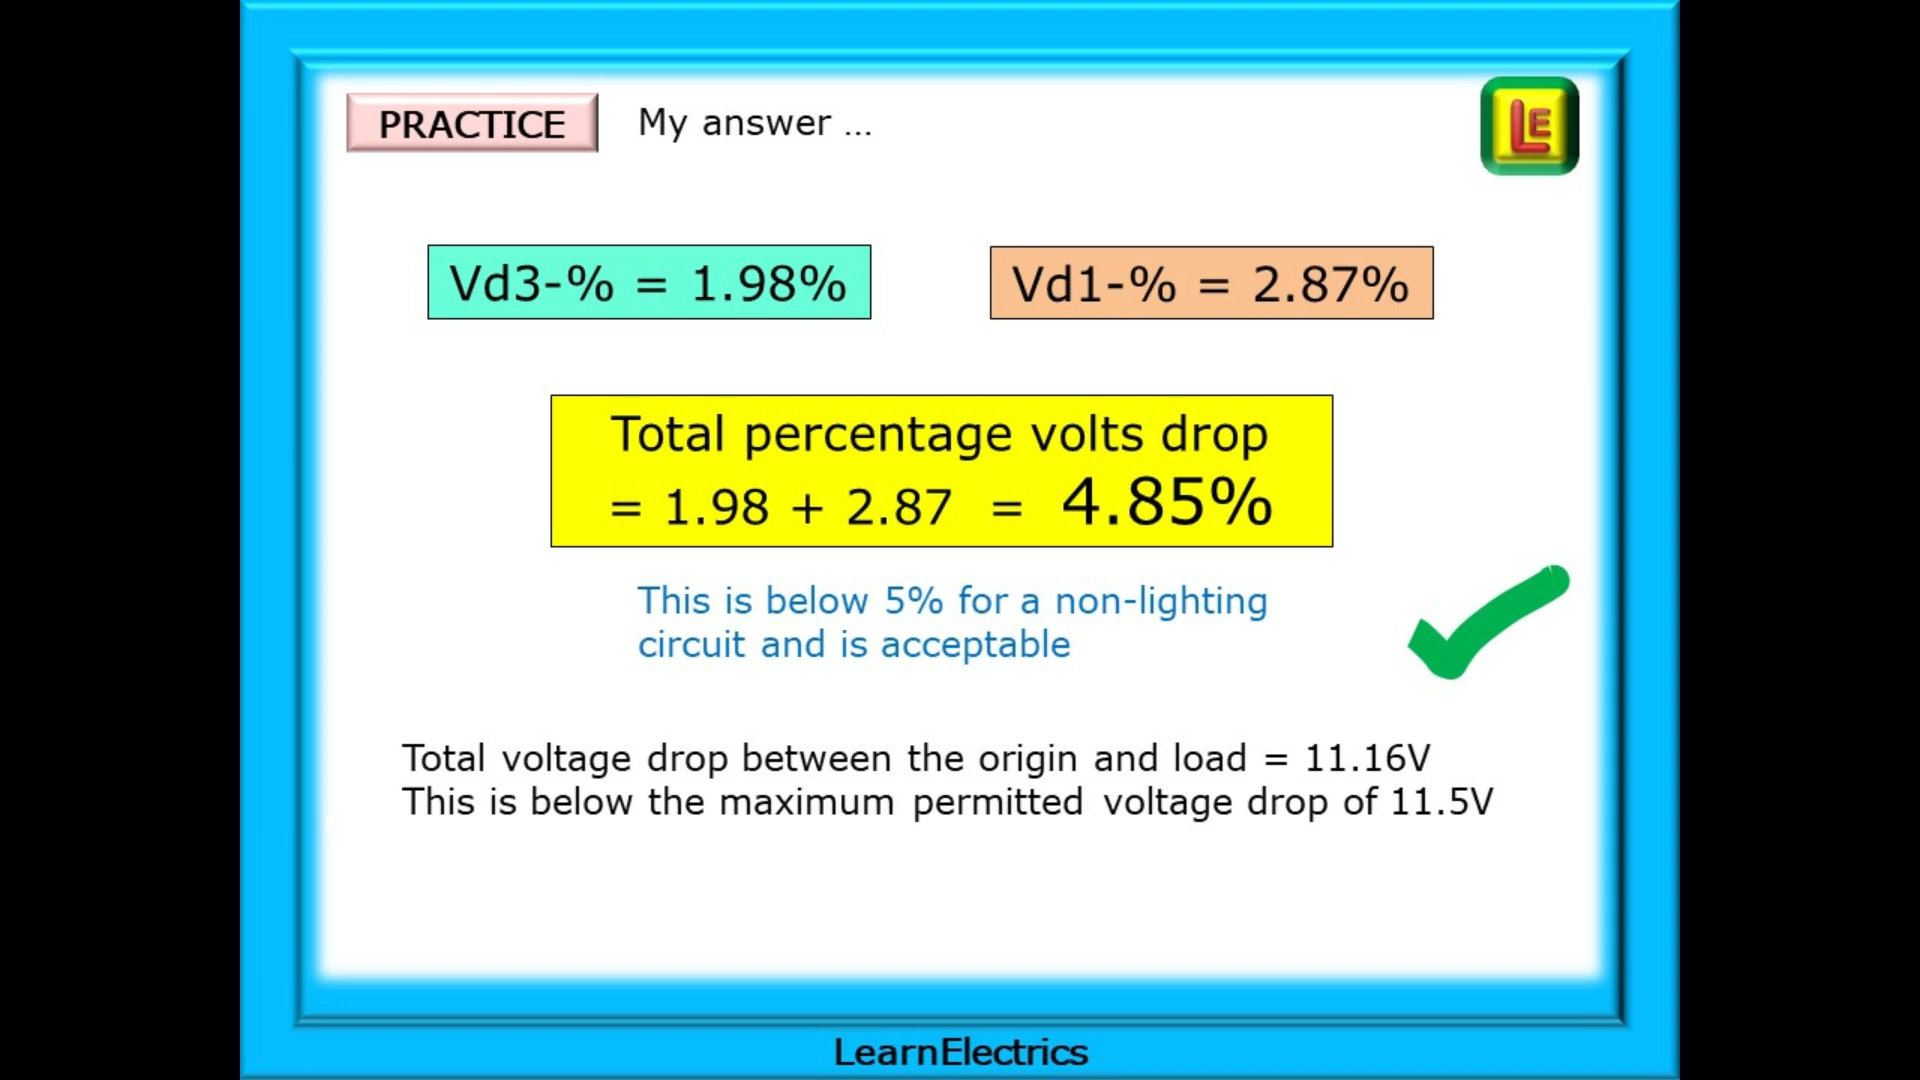 PRACTICE
My answer ...
LE
Vd3-% = 1.98%
Vd1-% = 2.87%
Total percentage volts drop
= 1.98 + 2.87 = 4.85%
This is below 5% for a non-lighting
circuit and is acceptable
Total voltage drop between the origin and load = 11.16V
This is below the maximum permitted voltage drop of 11.5V
LearnElectrics